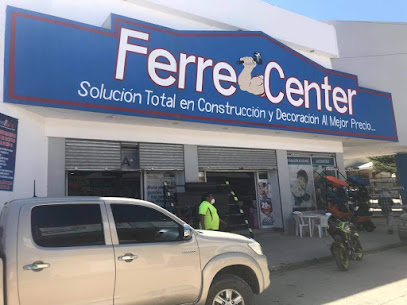 Ferre Center
Solución Total en Construcción y Decoración Al Mejor Precio...